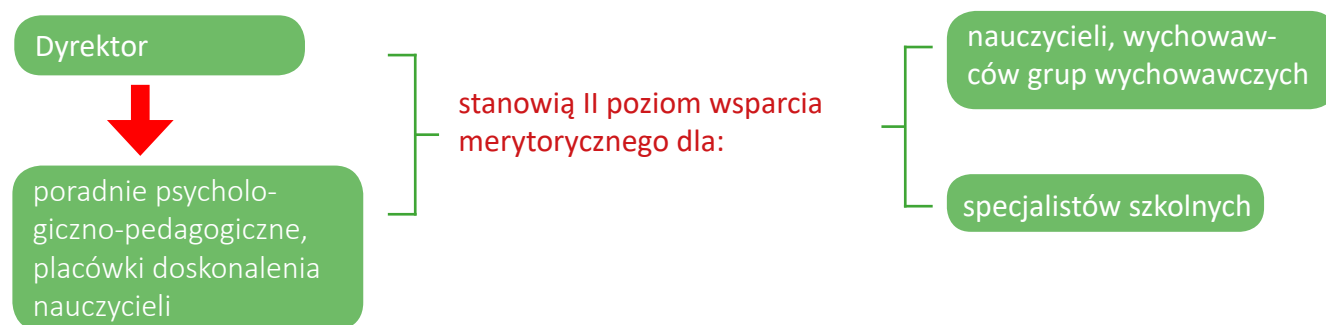 Dyrektor
poradnie psycholo-
giczno-pedagogiczne,
placówki doskonalenia
nauczycieli
stanowią II poziom wsparcia
merytorycznego dla:
nauczycieli, wychowaw-
ców grup wychowawczych
specjalistów szkolnych